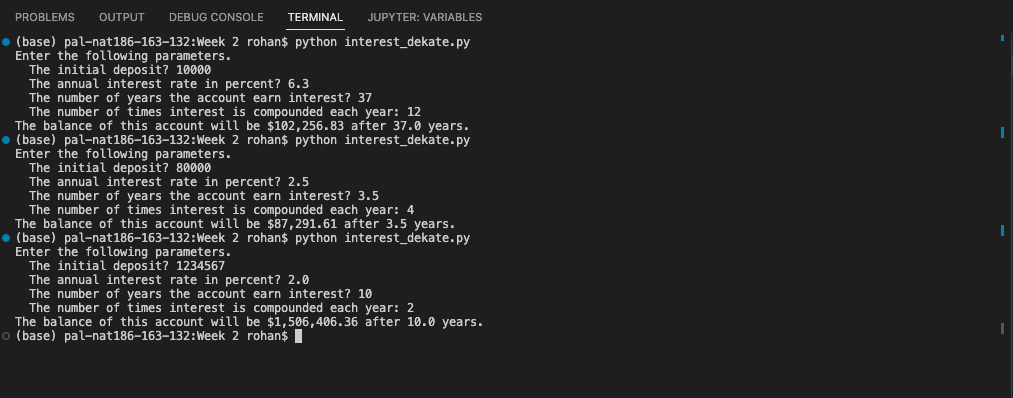 PROBLEMS OUTPUT DEBUG CONSOLE TERMINAL JUPYTER: VARIABLES
(base) pal-nat186-163-132:Week 2 rohan$ python interest_dekate.py
Enter the following parameters.
  The initial deposit? 10000
  The annual interest rate in percent? 6.3
  The number of years the account earn interest? 37
  The number of times interest is compounded each year: 12
The balance of this account will be $102,256.83 after 37.0 years.
(base) pal-nat186-163-132:Week 2 rohan$ python interest_dekate.py
Enter the following parameters.
  The initial deposit? 80000
  The annual interest rate in percent? 2.5
  The number of years the account earn interest? 3.5
  The number of times interest is compounded each year: 4
The balance of this account will be $87,291.61 after 3.5 years.
(base) pal-nat186-163-132:Week 2 rohan$ python interest_dekate.py
Enter the following parameters.
  The initial deposit? 1234567
  The annual interest rate in percent? 2.0
  The number of years the account earn interest? 10
  The number of times interest is compounded each year: 2
The balance of this account will be $1,506,406.36 after 10.0 years.
(base) pal-nat186-163-132:Week 2 rohan$